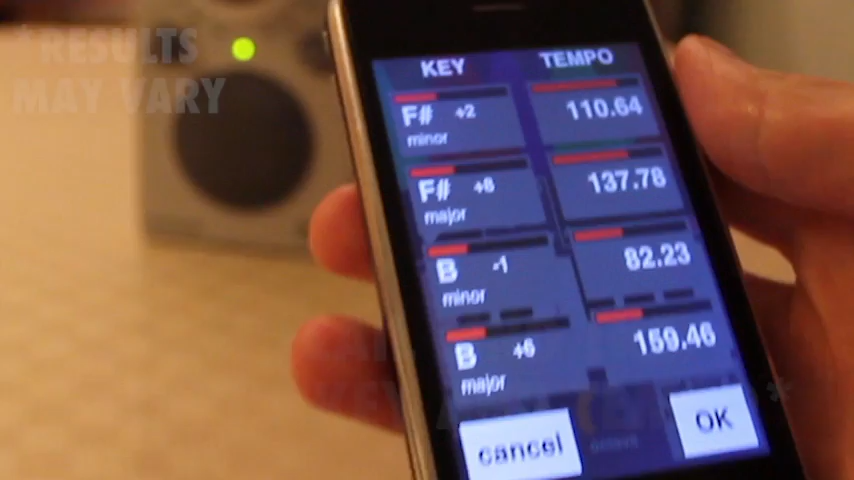 *RESULTS
MAY VARY
KEY TEMPO
F# +2 110.64
minor
F# +6 137.78
major
B -1 82.23
minor
B +6 159.46
major
cancel OK